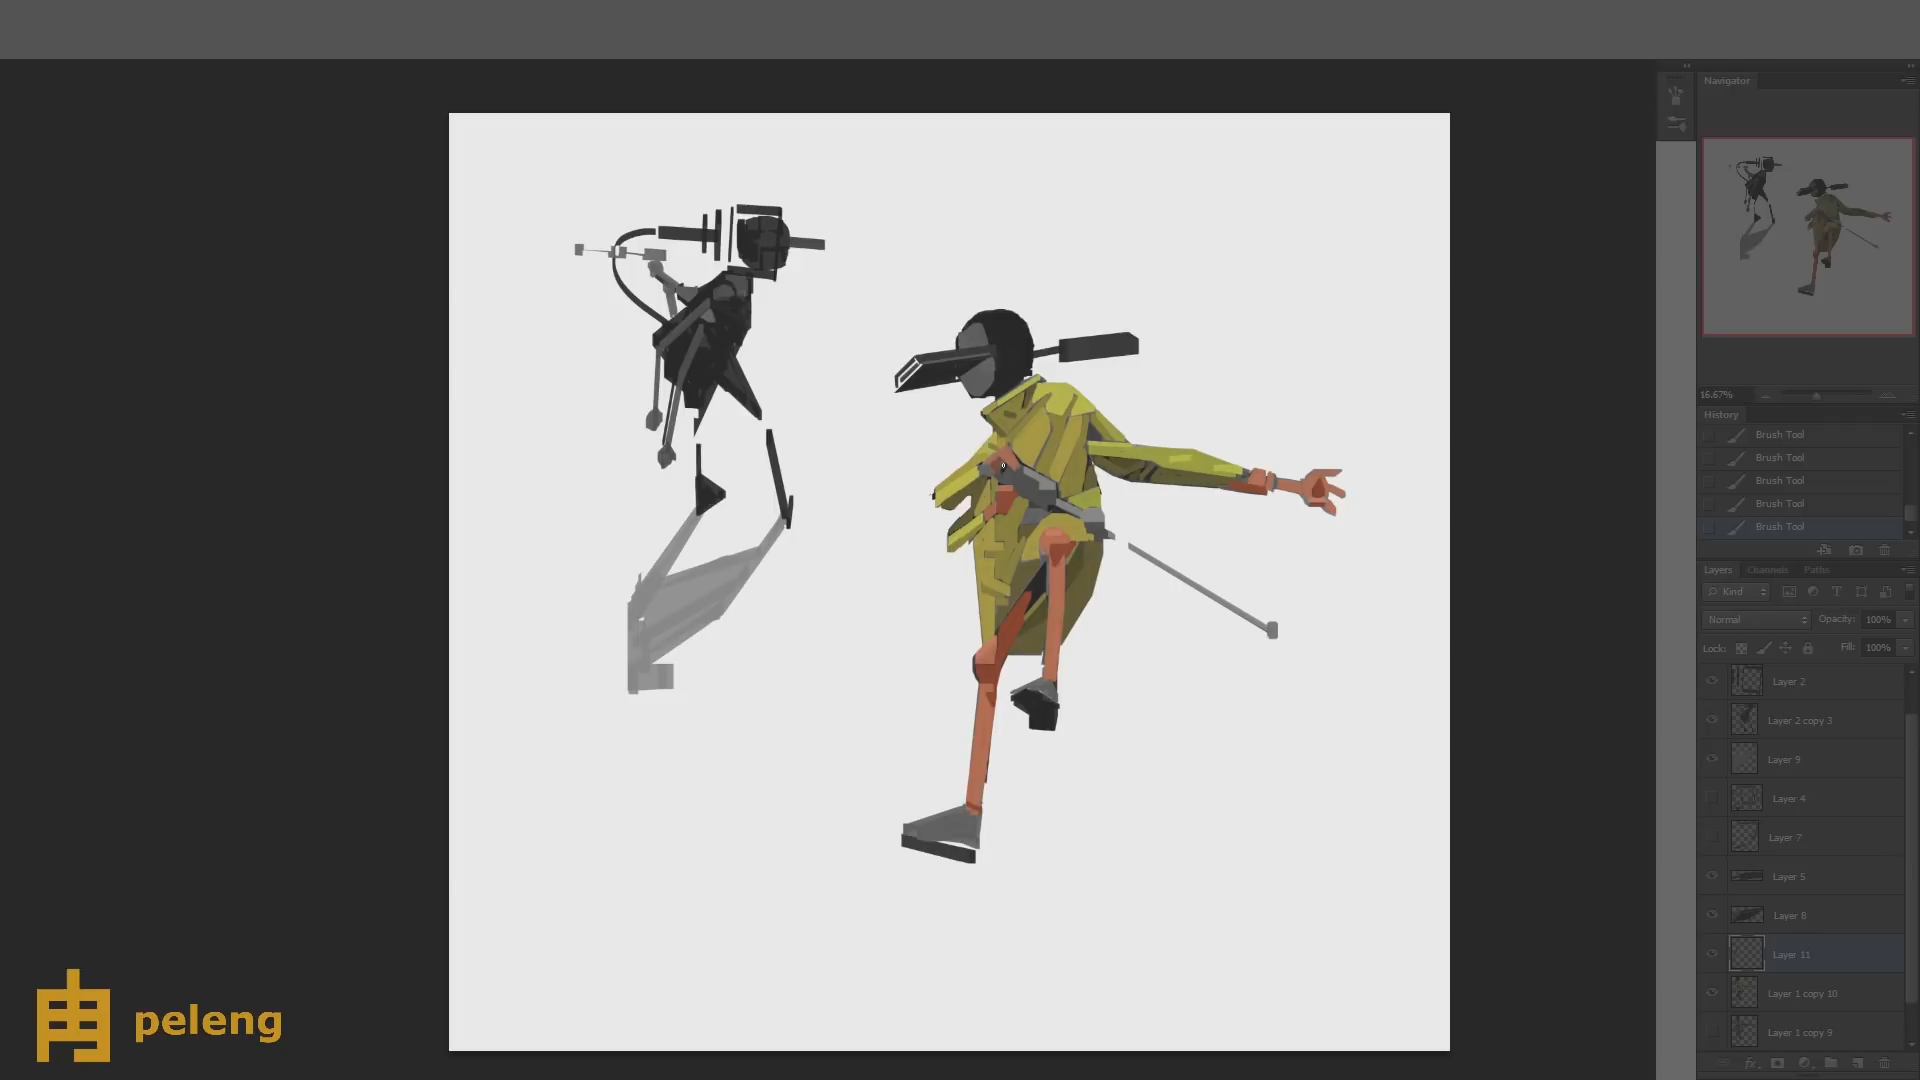 Navigator
16.67%
History
Brush Tool
Brush Tool
Brush Tool
Brush Tool
Brush Tool
Layers Channels Paths
Kind
Normal Opacity: 100%
Lock: Fill: 100%
Layer 2
Layer 2 copy 3
Layer 9
Layer 4
Layer 7
Layer 5
Layer 8
Layer 11
Layer 1 copy 10
Layer 1 copy 9
fx
peleng